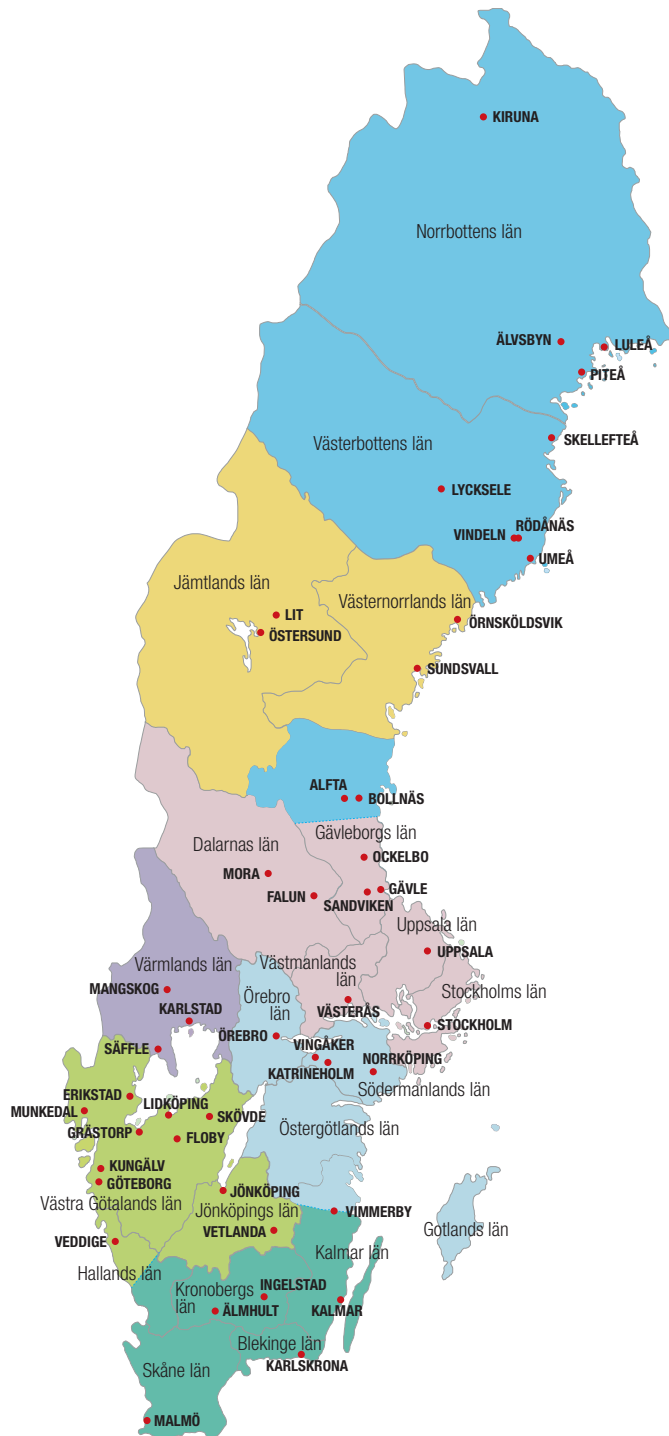 KIRUNA
Norrbottens län
ÄLVSBYN
LULEÅ
PITEÅ
SKELLEFTEÅ
Västerbottens län
LYCKSELE
RÖDÅNÄS
VINDELN
UMEÅ
Jämtlands län
Västernorrlands län
LIT
ÖRNSKÖLDSVIK
ÖSTERSUND
SUNDSVALL
ALFTA
BOLLNÄS
Gävleborgs län
Dalarnas län
OCKELBO
MORA
GÄVLE
FALUN
SANDVIKEN
Uppsala län
UPPSALA
Västmanlands
län
Värmlands län
MANGSKOG
Örebro
län
Stockholms län
VÄSTERÅS
KARLSTAD
STOCKHOLM
ÖREBRO
VINGÅKER
SÄFFLE
NORRKÖPING
KATRINEHOLM
Södermanlands län
ERIKSTAD
LIDKÖPING
MUNKEDAL
SKÖVDE
GRÄSTORP
FLOBY
Östergötlands län
KUNGÄLV
GÖTEBORG
JÖNKÖPING
Västra Götalands län
Jönköpings län
VIMMERBY
VETLANDA
Gotlands län
VEDDIGE
Kalmar län
Hallands län
Kronobergs
län
INGELSTAD
ÄLMHULT
KALMAR
Blekinge län
KARLSKRONA
Skåne län
MALMÖ